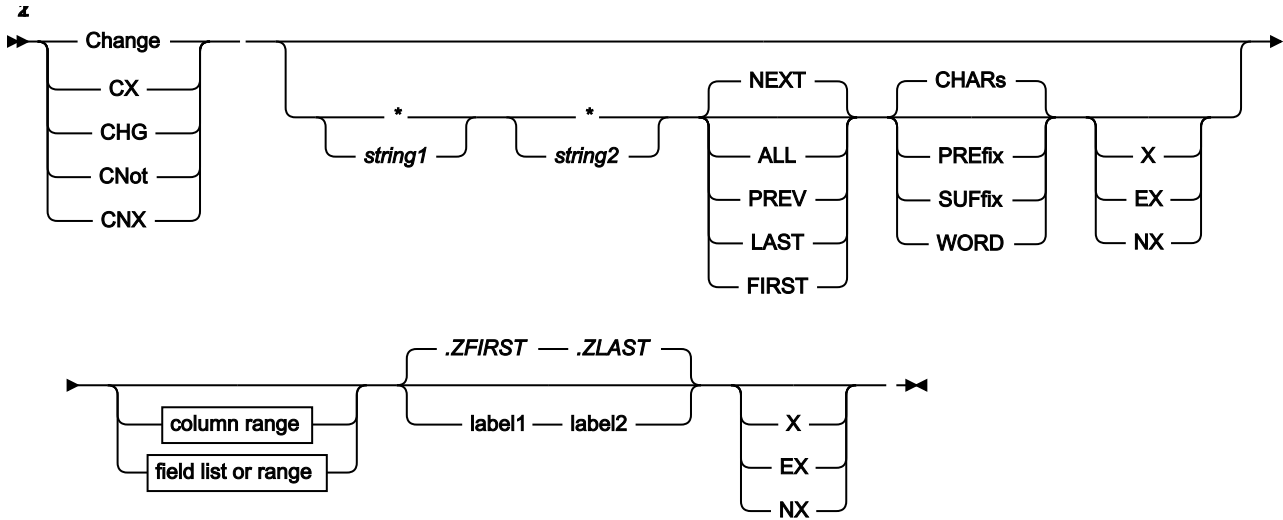 Change
CX
CHG
CNot
CNX
*
string1
*
string2
NEXT
ALL
PREV
LAST
FIRST
CHARs
PREfix
SUFfix
WORD
X
EX
NX
column range
field list or range
.ZFIRST .ZLAST
label1 label2
X
EX
NX